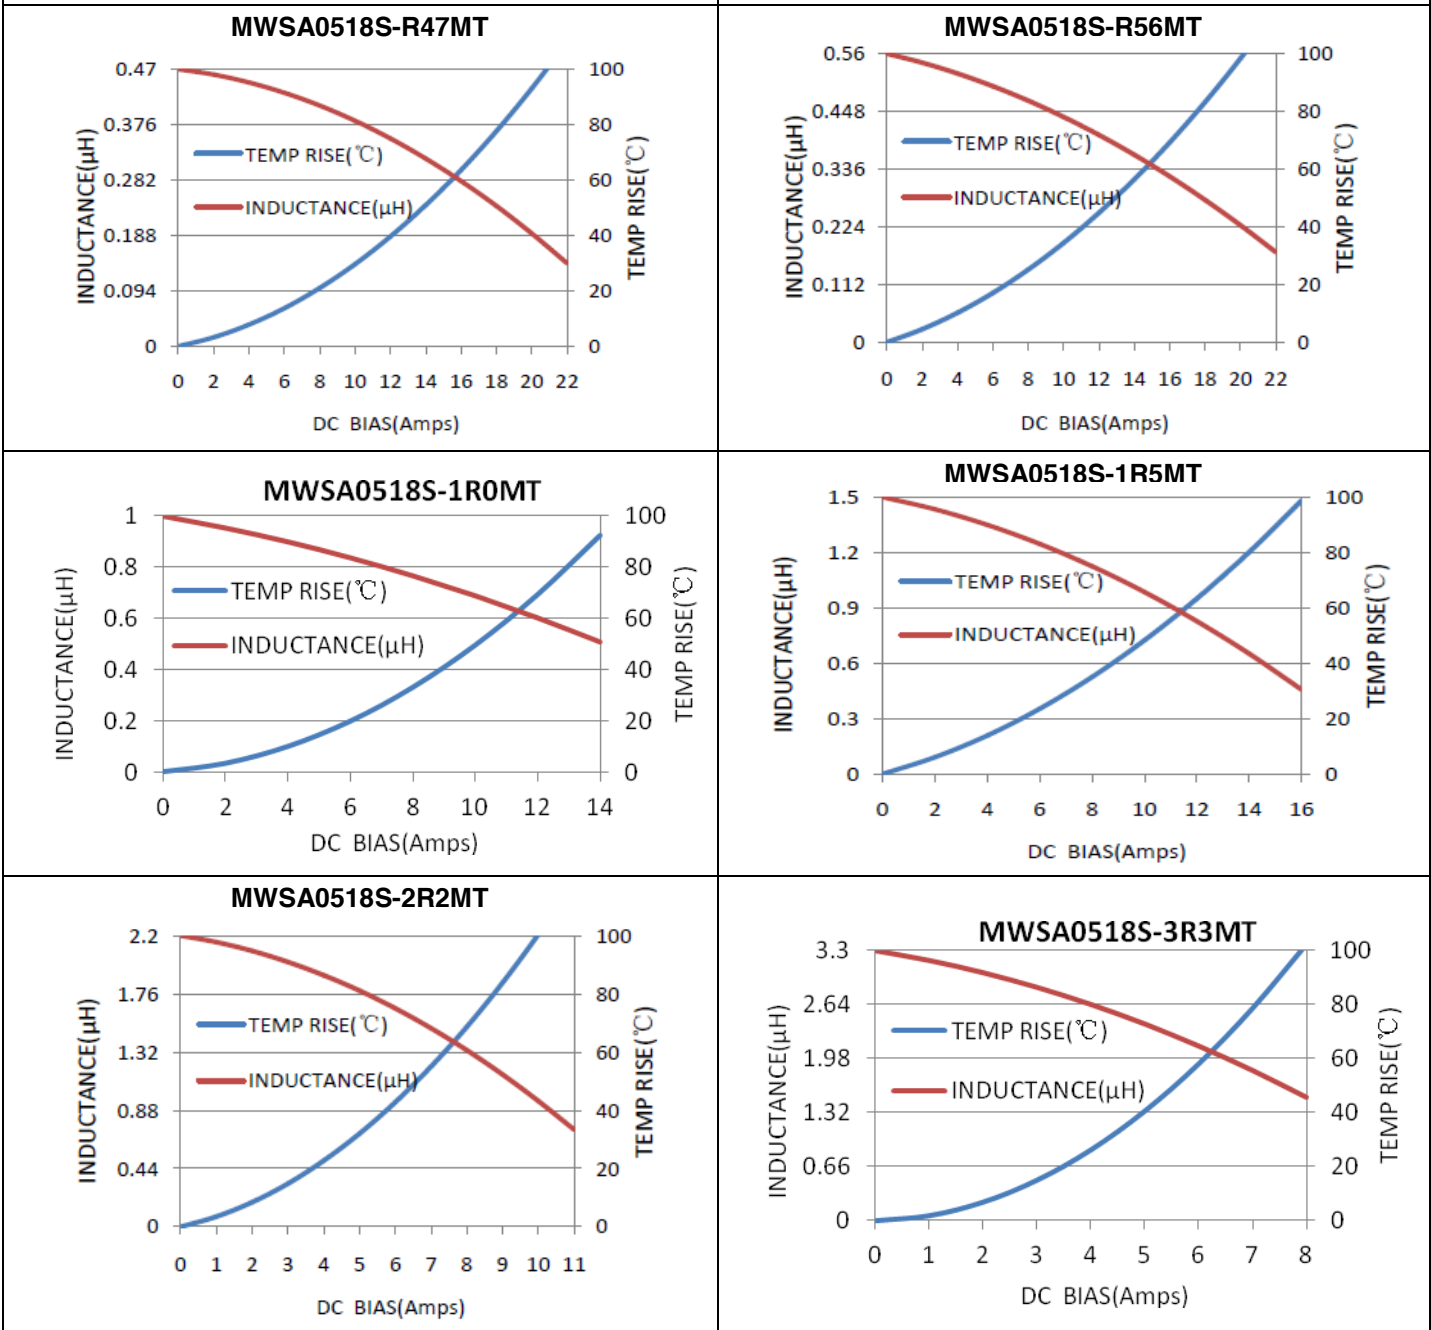 MWSA0518S-R47MT
0.47
0.376
0.282
0.188
0.094
0
INDUCTANCE(μH)
TEMP RISE(℃)
INDUCTANCE(μH)
100
80
60
40
20
0
TEMP RISE(℃)
0 2 4 6 8 10 12 14 16 18 20 22
DC BIAS(Amps)
MWSA0518S-R56MT
0.56
0.448
0.336
0.224
0.112
0
INDUCTANCE(μH)
TEMP RISE(℃)
INDUCTANCE(μH)
100
80
60
40
20
0
TEMP RISE(℃)
0 2 4 6 8 10 12 14 16 18 20 22
DC BIAS(Amps)
MWSA0518S-1R0MT
1
0.8
0.6
0.4
0.2
0
INDUCTANCE(μH)
TEMP RISE(℃)
INDUCTANCE(μH)
100
80
60
40
20
0
TEMP RISE(℃)
0 2 4 6 8 10 12 14
DC BIAS(Amps)
MWSA0518S-1R5MT
1.5
1.2
0.9
0.6
0.3
0
INDUCTANCE(μH)
TEMP RISE(℃)
INDUCTANCE(μH)
100
80
60
40
20
0
TEMP RISE(℃)
0 2 4 6 8 10 12 14 16
DC BIAS(Amps)
MWSA0518S-2R2MT
2.2
1.76
1.32
0.88
0.44
0
INDUCTANCE(μH)
TEMP RISE(℃)
INDUCTANCE(μH)
100
80
60
40
20
0
TEMP RISE(℃)
0 1 2 3 4 5 6 7 8 9 10 11
DC BIAS(Amps)
MWSA0518S-3R3MT
3.3
2.64
1.98
1.32
0.66
0
INDUCTANCE(μH)
TEMP RISE(℃)
INDUCTANCE(μH)
100
80
60
40
20
0
TEMP RISE(℃)
0 1 2 3 4 5 6 7 8
DC BIAS(Amps)